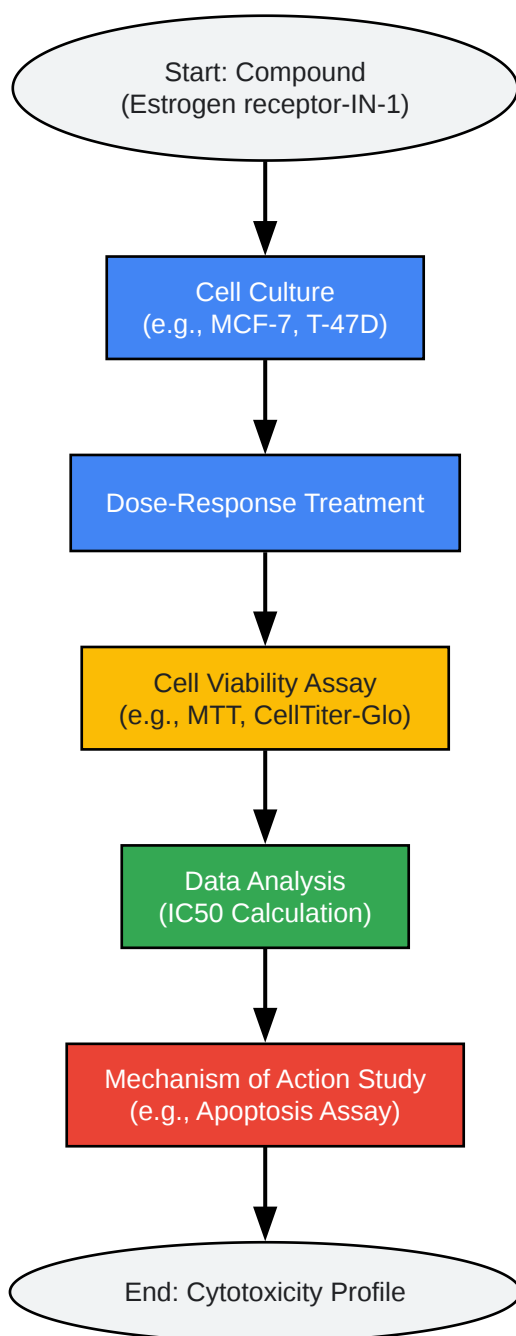 Start: Compound
(Estrogen receptor-IN-1)
Cell Culture
(e.g., MCF-7, T-47D)
Dose-Response Treatment
Cell Viability Assay
(e.g., MTT, CellTiter-Glo)
Data Analysis
(IC50 Calculation)
Mechanism of Action Study
(e.g., Apoptosis Assay)
End: Cytotoxicity Profile